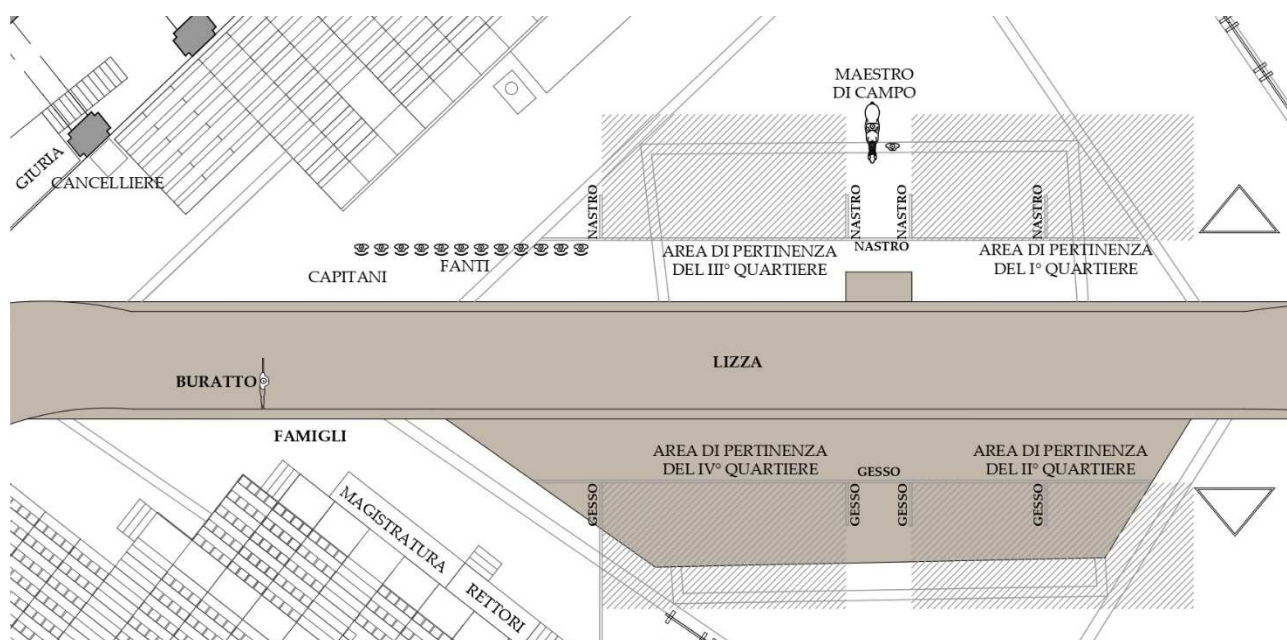 MAESTRO
DI CAMPO
GIURIA
CANCELLIERE
NASTRO
NASTRO
NASTRO
NASTRO
NASTRO
AREA DI PERTINENZA
DEL III° QUARTIERE
AREA DI PERTINENZA
DEL I° QUARTIERE
FANTI
CAPITANI
LIZZA
BURATTO
FAMIGLI
AREA DI PERTINENZA
DEL IV° QUARTIERE
AREA DI PERTINENZA
DEL II° QUARTIERE
GESSO
GESSO
GESSO
GESSO
GESSO
MAGISTRATURA
RETTORI